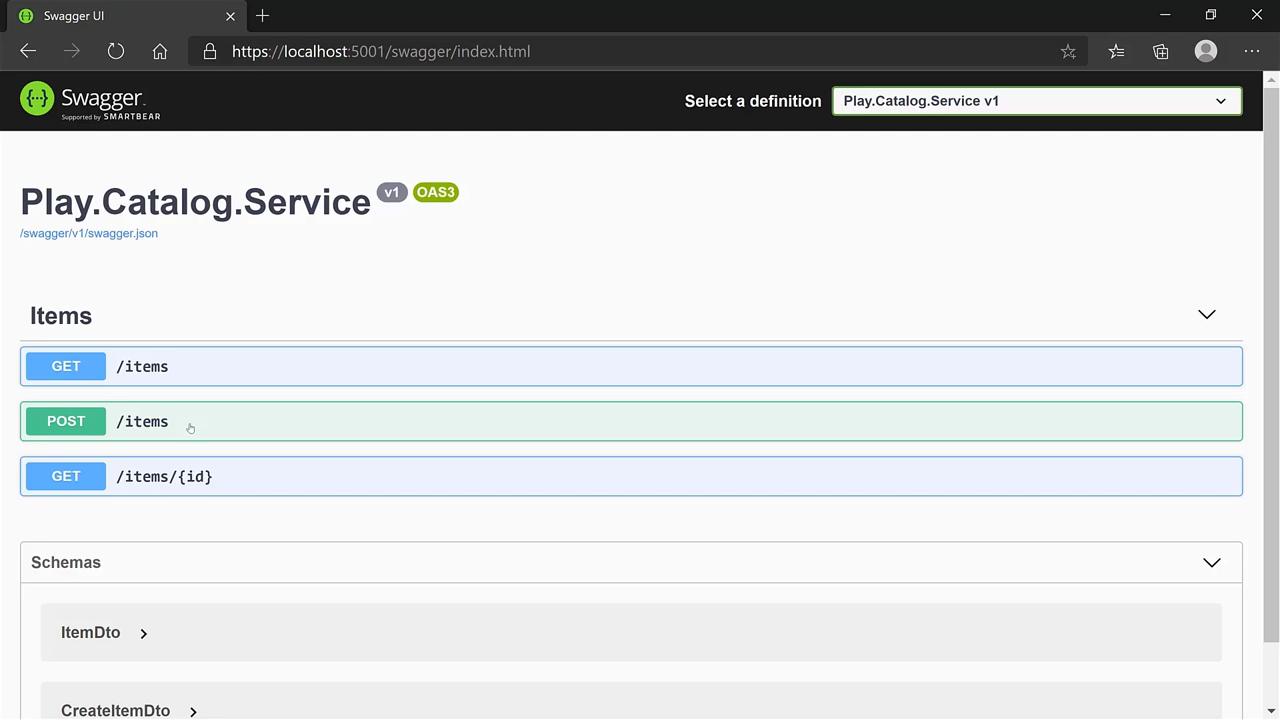 Swagger UI
https://localhost:5001/swagger/index.html
Swagger.
Supported by SMARTBEAR
Select a definition
Play.Catalog.Service v1
Play.Catalog.Service v1 OAS3
/swagger/v1/swagger.json
Items
GET /items
POST /items
GET /items/{id}
Schemas
ItemDto
CreateItemDto